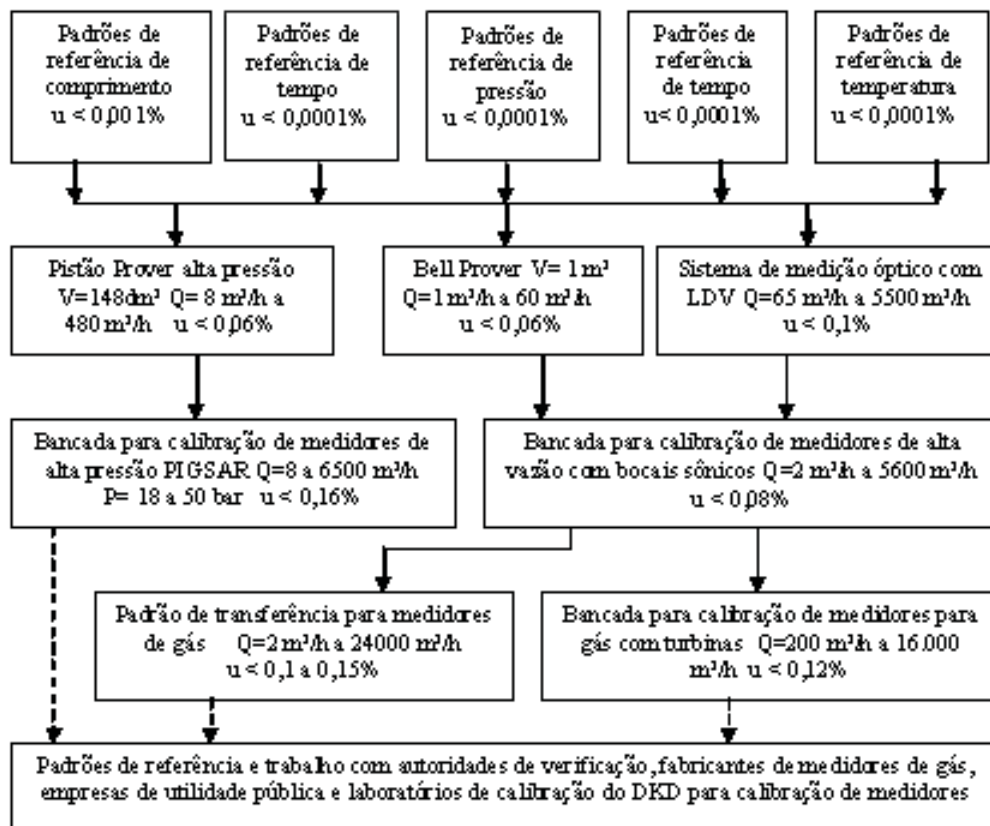 Padrões de
referência de
comprimento
u < 0,001%
Padrões de
referência de
tempo
u < 0,0001%
Padrões de
referência de
pressão
u < 0,0001%
Padrões de
referência
de tempo
u< 0,0001%
Padrões de
referência de
temperatura
u < 0,0001%
Pistão Prover alta pressão
V=148dm³ Q= 8 m³/h a
480 m³/h u < 0,06%
Bell Prover V= 1 m³
Q=1 m³/h a 60 m³/h
u < 0,06%
Sistema de medição óptico com
LDV Q=65 m³/h a 5500 m³/h
u < 0,1%
Bancada para calibração de medidores de
alta pressão PIGSAR Q=8 a 6500 m³/h
P= 18 a 50 bar u < 0,16%
Bancada para calibração de medidores de alta
vazão com bocais sônicos Q=2 m³/h a 5600 m³/h
u < 0,08%
Padrão de transferência para medidores
de gás Q=2 m³/h a 24000 m³/h
u < 0,1 a 0,15%
Bancada para calibração de medidores para
gás com turbinas Q=200 m³/h a 16.000
m³/h u < 0,12%
Padrões de referência e trabalho com autoridades de verificação, fabricantes de medidores de gás,
empresas de utilidade pública e laboratórios de calibração do DKD para calibração de medidores